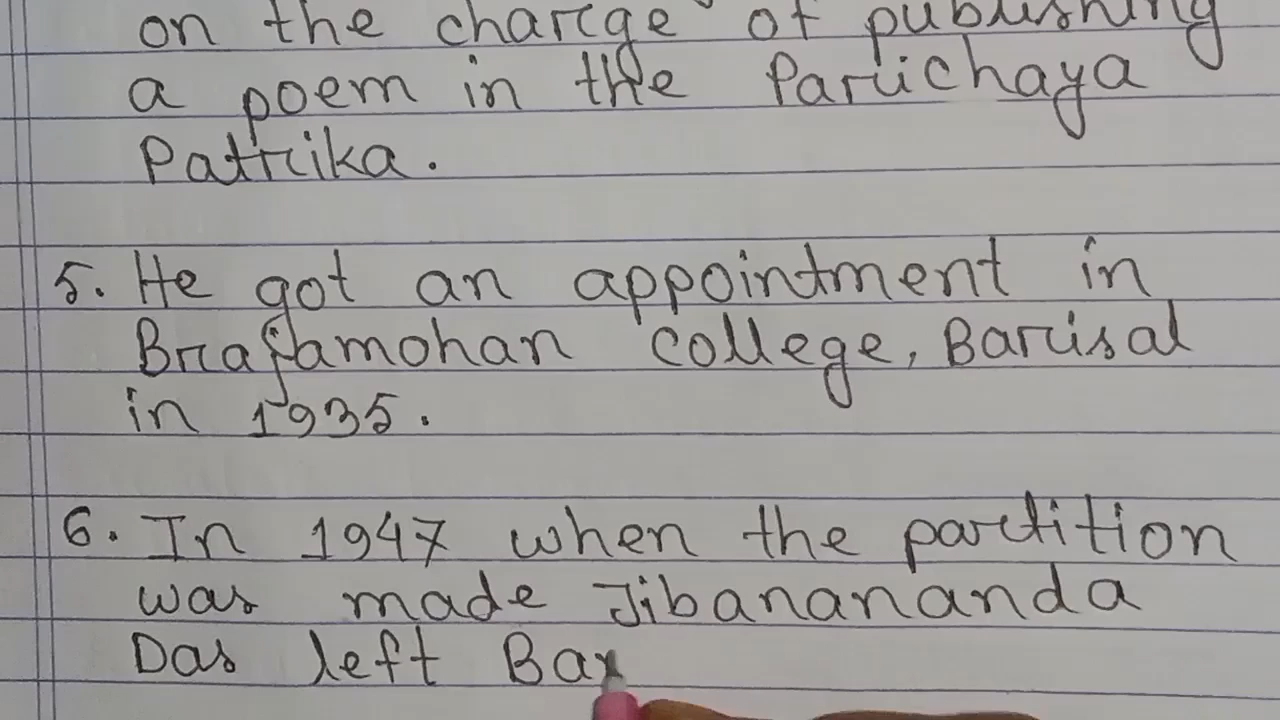 on the charge of publishing
a poem in the Parichaya
Patrika.
5. He got an appointment in
Brajamohan college, Barisal
in 1935.
6. In 1947 when the partition
was made Jibanananda
Das left Bar